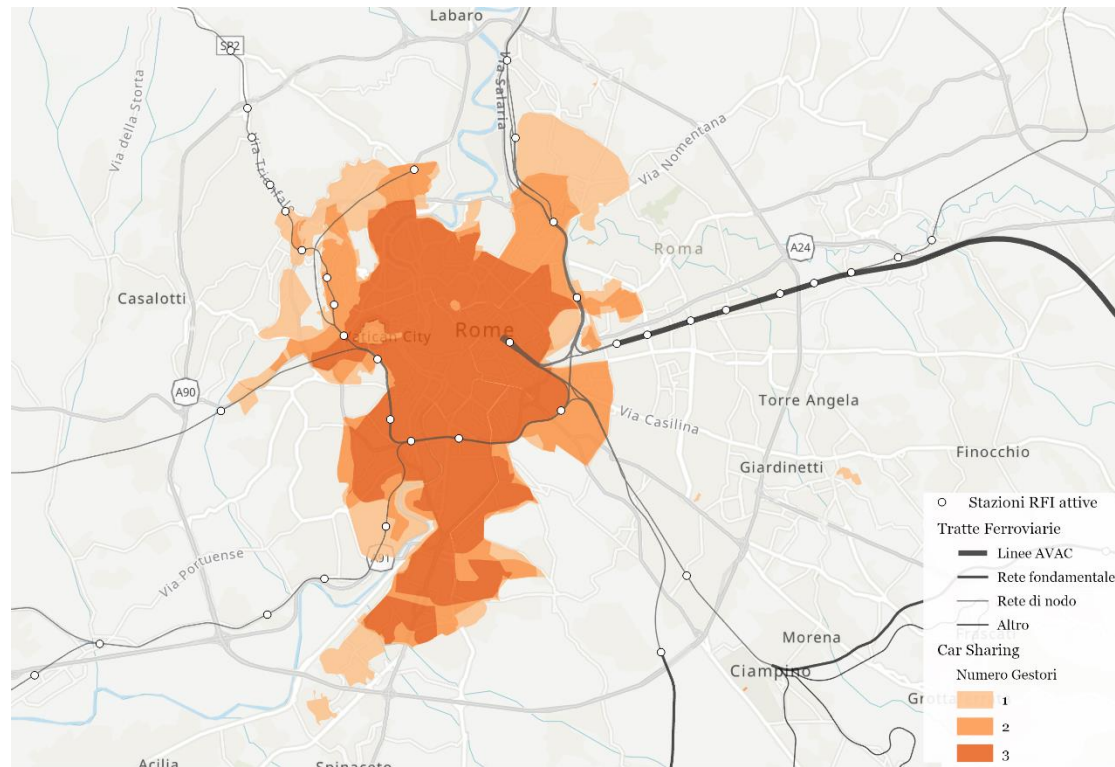 Labaro
SP2
Via Salaria
Via della Storta
Via Trionfale
Via Nomentana
Roma
A24
Casalotti
Vatican City
Rome
A90
Via Casilina
Torre Angela
Finocchio
Giardinetti
A91
Via Portuense
Morena
Frascati
Ciampino
Acilia
Spinaceto
Stazioni RFI attive
Tratte Ferroviarie
Linee AVAC
Rete fondamentale
Rete di nodo
Altro
Car Sharing
Numero Gestori
1
2
3